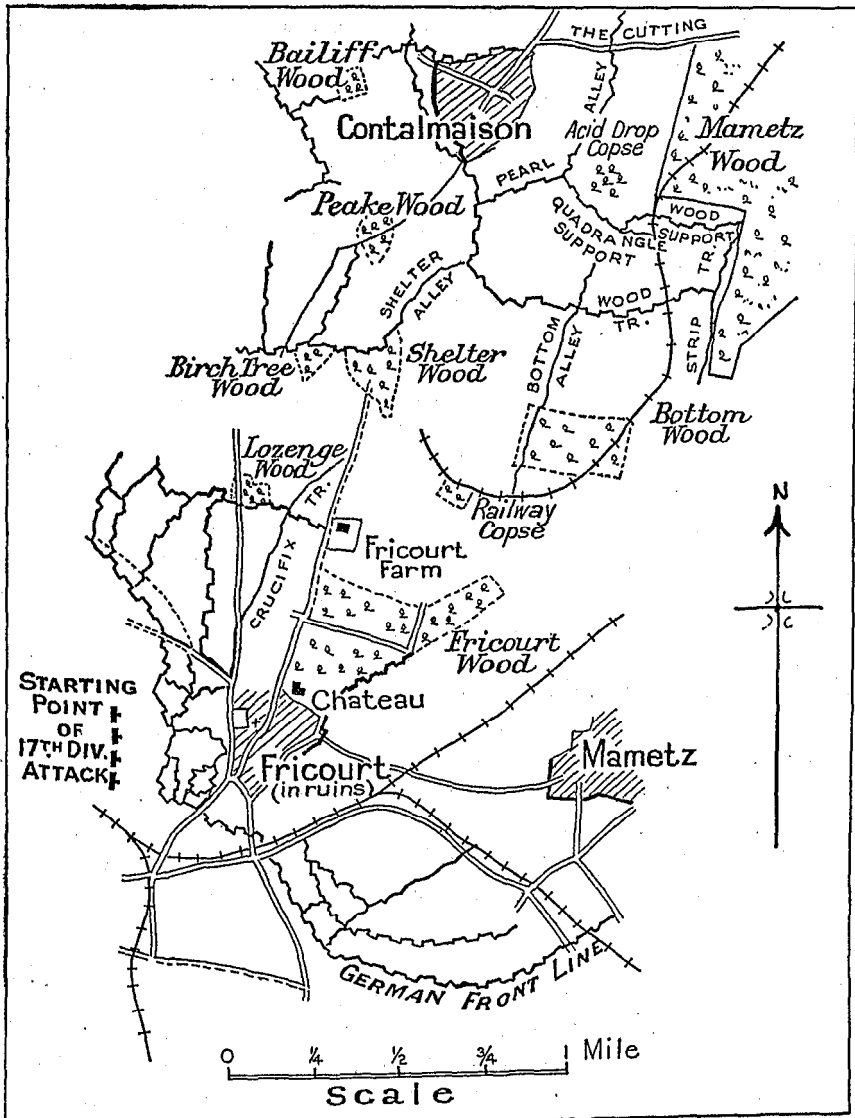 THE CUTTING
Bailiff
Wood
ALLEY
Contalmaison
Acid Drop
Copse
Mametz
Wood
PEARL
Peake Wood
QUADRANGLE
SUPPORT
WOOD
SUPPORT
TR.
SHELTER
ALLEY
WOOD
TR.
STRIP
BOTTOM
ALLEY
Birch Tree
Wood
Shelter
Wood
Bottom
Wood
Lozenge
Wood
TR.
CRUCIFIX
Railway
Copse
N
Fricourt
Farm
Fricourt
Wood
STARTING
POINT
OF
17TH DIV.
ATTACK
Chateau
Fricourt
(in ruins)
Mametz
GERMAN FRONT LINE
0 1/4 1/2 3/4 1 Mile
Scale